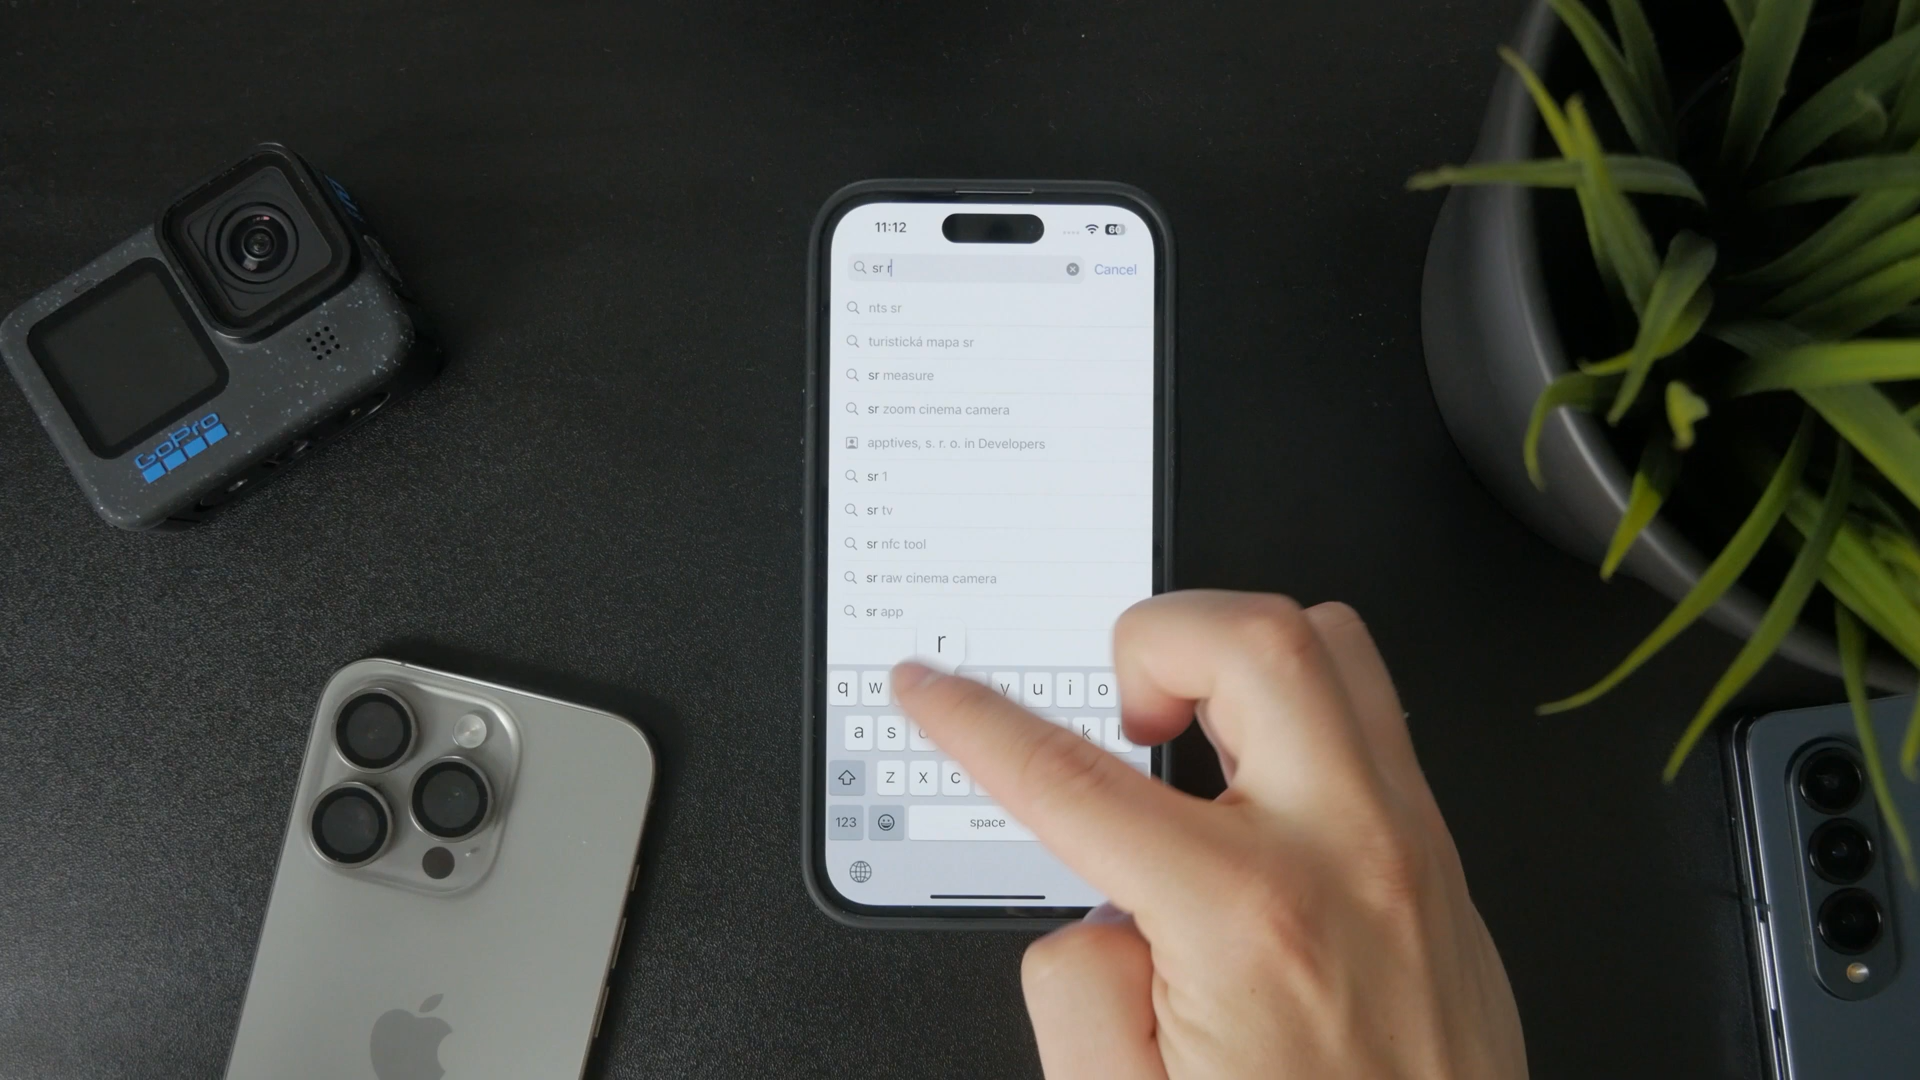 11:12
60
sr r
Cancel
nts sr
turistická mapa sr
sr measure
sr zoom cinema camera
apptives, s. r. o. in Developers
sr 1
sr tv
sr nfc tool
sr raw cinema camera
sr app
r
q w y u i o
a s d k l
z x c
123 space
GoPro